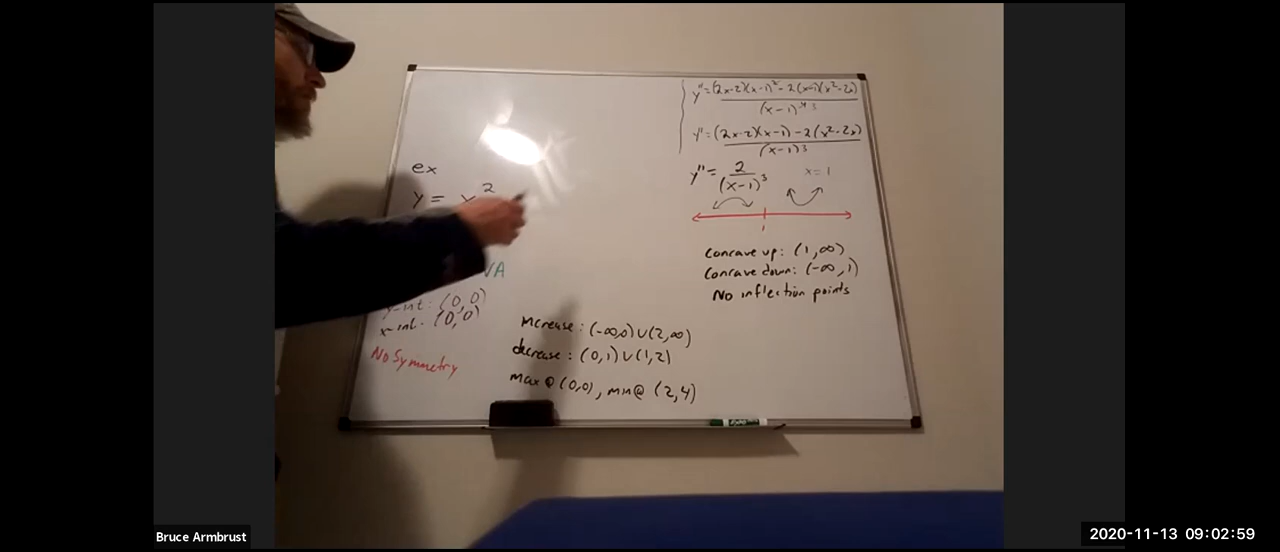 ex
y = x²
VA
y-int: (0,0)
x-int: (0,0)
No Symmetry
increase: (-∞,0)∪(2,∞)
decrease: (0,1)∪(1,2)
max@(0,0), min@ (2,4)
y''=(2x-2)(x-1)²-2(x-1)(x²-2x)
(x-1)⁴ ³
y''=(2x-2)(x-1)-2(x²-2x)
(x-1)³
y''= 2/(x-1)³ x=1
1
Concave up: (1,∞)
Concave down: (-∞,1)
No inflection points
EXPO
Bruce Armbrust
2020-11-13 09:02:59